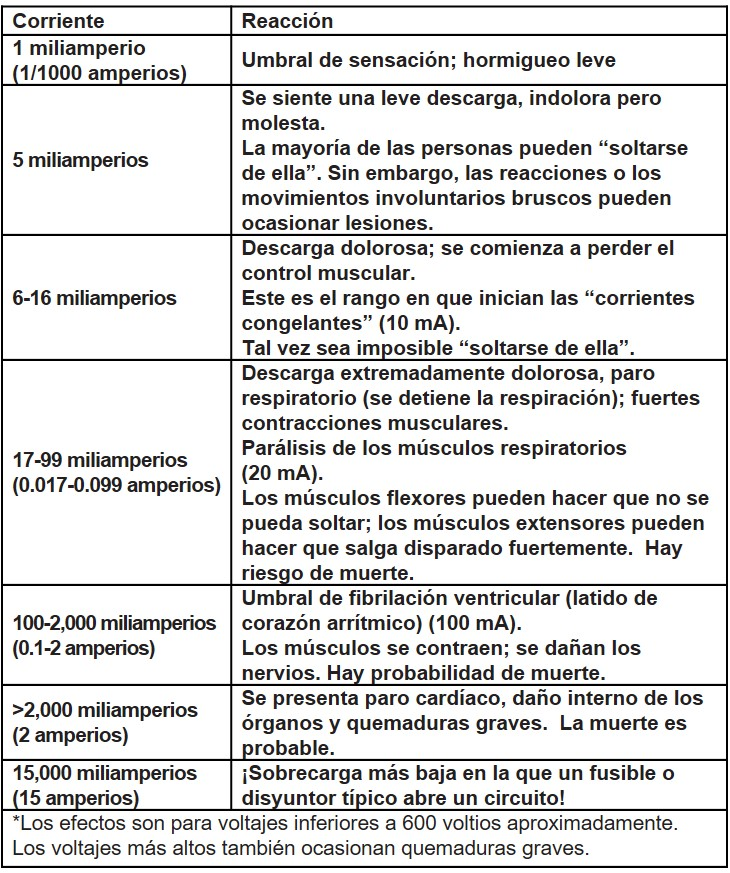 Corriente Reacción
1 miliamperio
(1/1000 amperios)
Umbral de sensación; hormigueo leve
5 miliamperios
Se siente una leve descarga, indolora pero
molesta.
La mayoría de las personas pueden “soltarse
de ella”. Sin embargo, las reacciones o los
movimientos involuntarios bruscos pueden
ocasionar lesiones.
6-16 miliamperios
Descarga dolorosa; se comienza a perder el
control muscular.
Este es el rango en que inician las “corrientes
congelantes” (10 mA).
Tal vez sea imposible “soltarse de ella”.
17-99 miliamperios
(0.017-0.099 amperios)
Descarga extremadamente dolorosa, paro
respiratorio (se detiene la respiración); fuertes
contracciones musculares.
Parálisis de los músculos respiratorios
(20 mA).
Los músculos flexores pueden hacer que no se
pueda soltar; los músculos extensores pueden
hacer que salga disparado fuertemente.  Hay
riesgo de muerte.
100-2,000 miliamperios
(0.1-2 amperios)
Umbral de fibrilación ventricular (latido de
corazón arrítmico) (100 mA).
Los músculos se contraen; se dañan los
nervios. Hay probabilidad de muerte.
>2,000 miliamperios
(2 amperios)
Se presenta paro cardíaco, daño interno de los
órganos y quemaduras graves.  La muerte es
probable.
15,000 miliamperios
(15 amperios)
¡Sobrecarga más baja en la que un fusible o
disyuntor típico abre un circuito!
*Los efectos son para voltajes inferiores a 600 voltios aproximadamente.
Los voltajes más altos también ocasionan quemaduras graves.